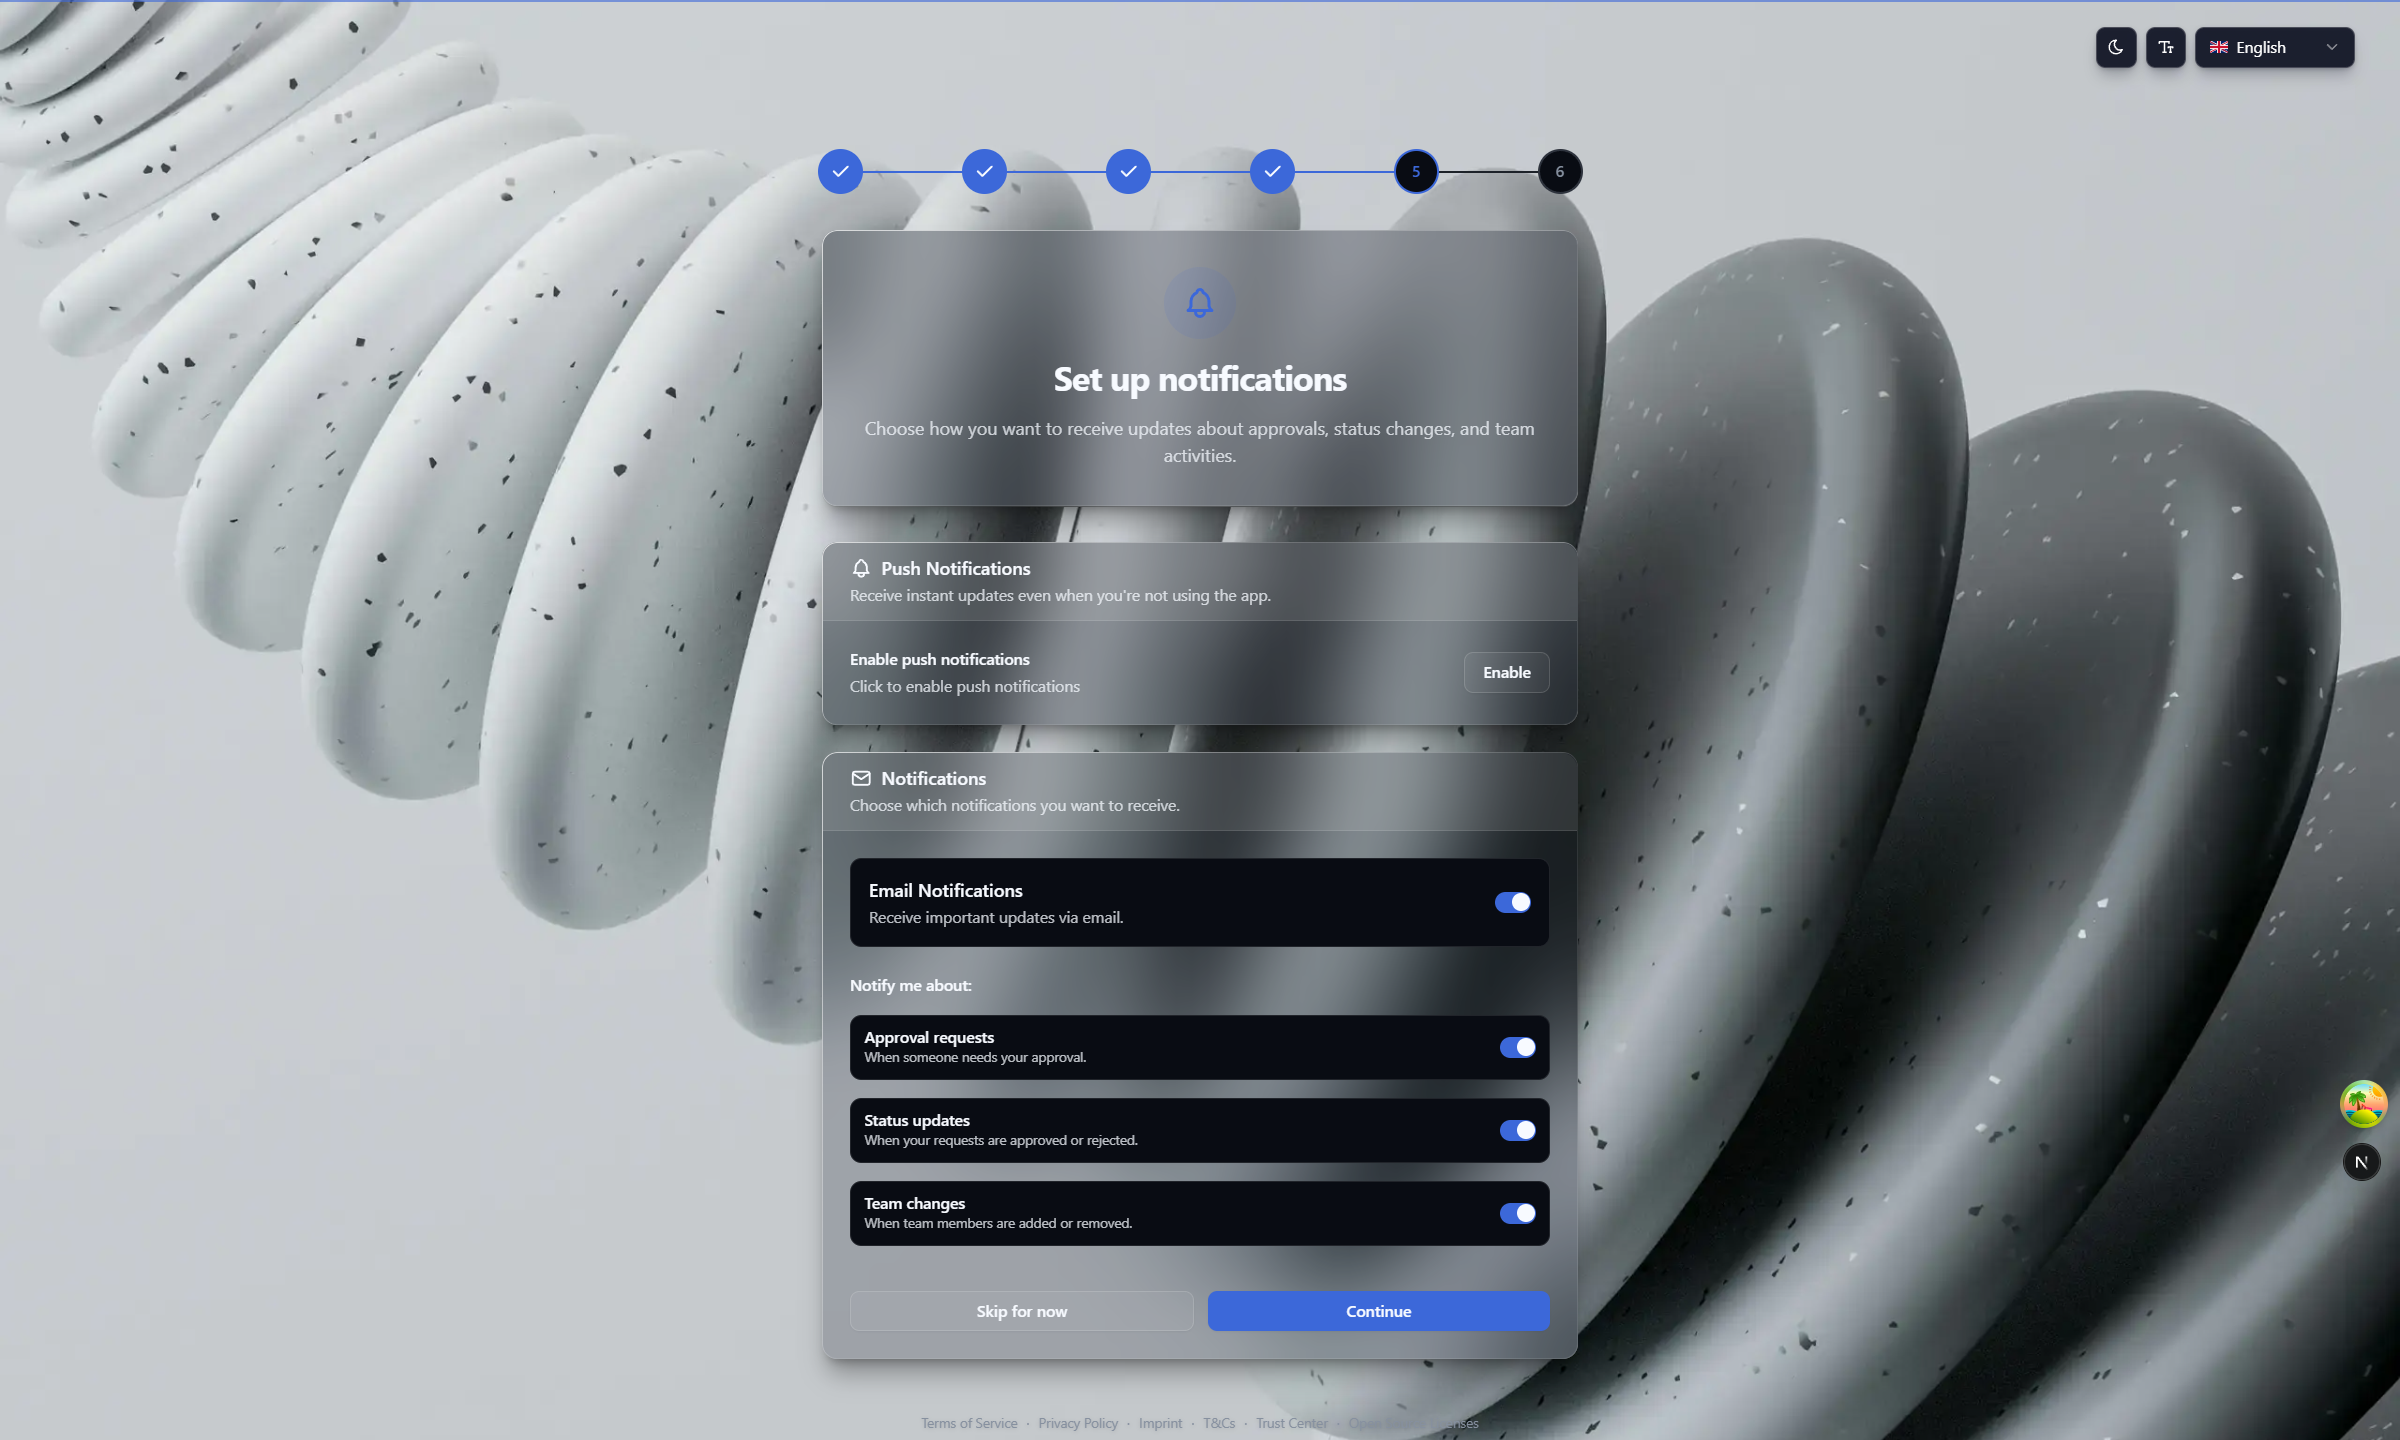 English
5
6
Set up notifications
Choose how you want to receive updates about approvals, status changes, and team
activities.
Push Notifications
Receive instant updates even when you're not using the app.
Enable push notifications
Click to enable push notifications
Enable
Notifications
Choose which notifications you want to receive.
Email Notifications
Receive important updates via email.
Notify me about:
Approval requests
When someone needs your approval.
Status updates
When your requests are approved or rejected.
Team changes
When team members are added or removed.
Skip for now
Continue
Terms of Service · Privacy Policy · Imprint · T&Cs · Trust Center ·